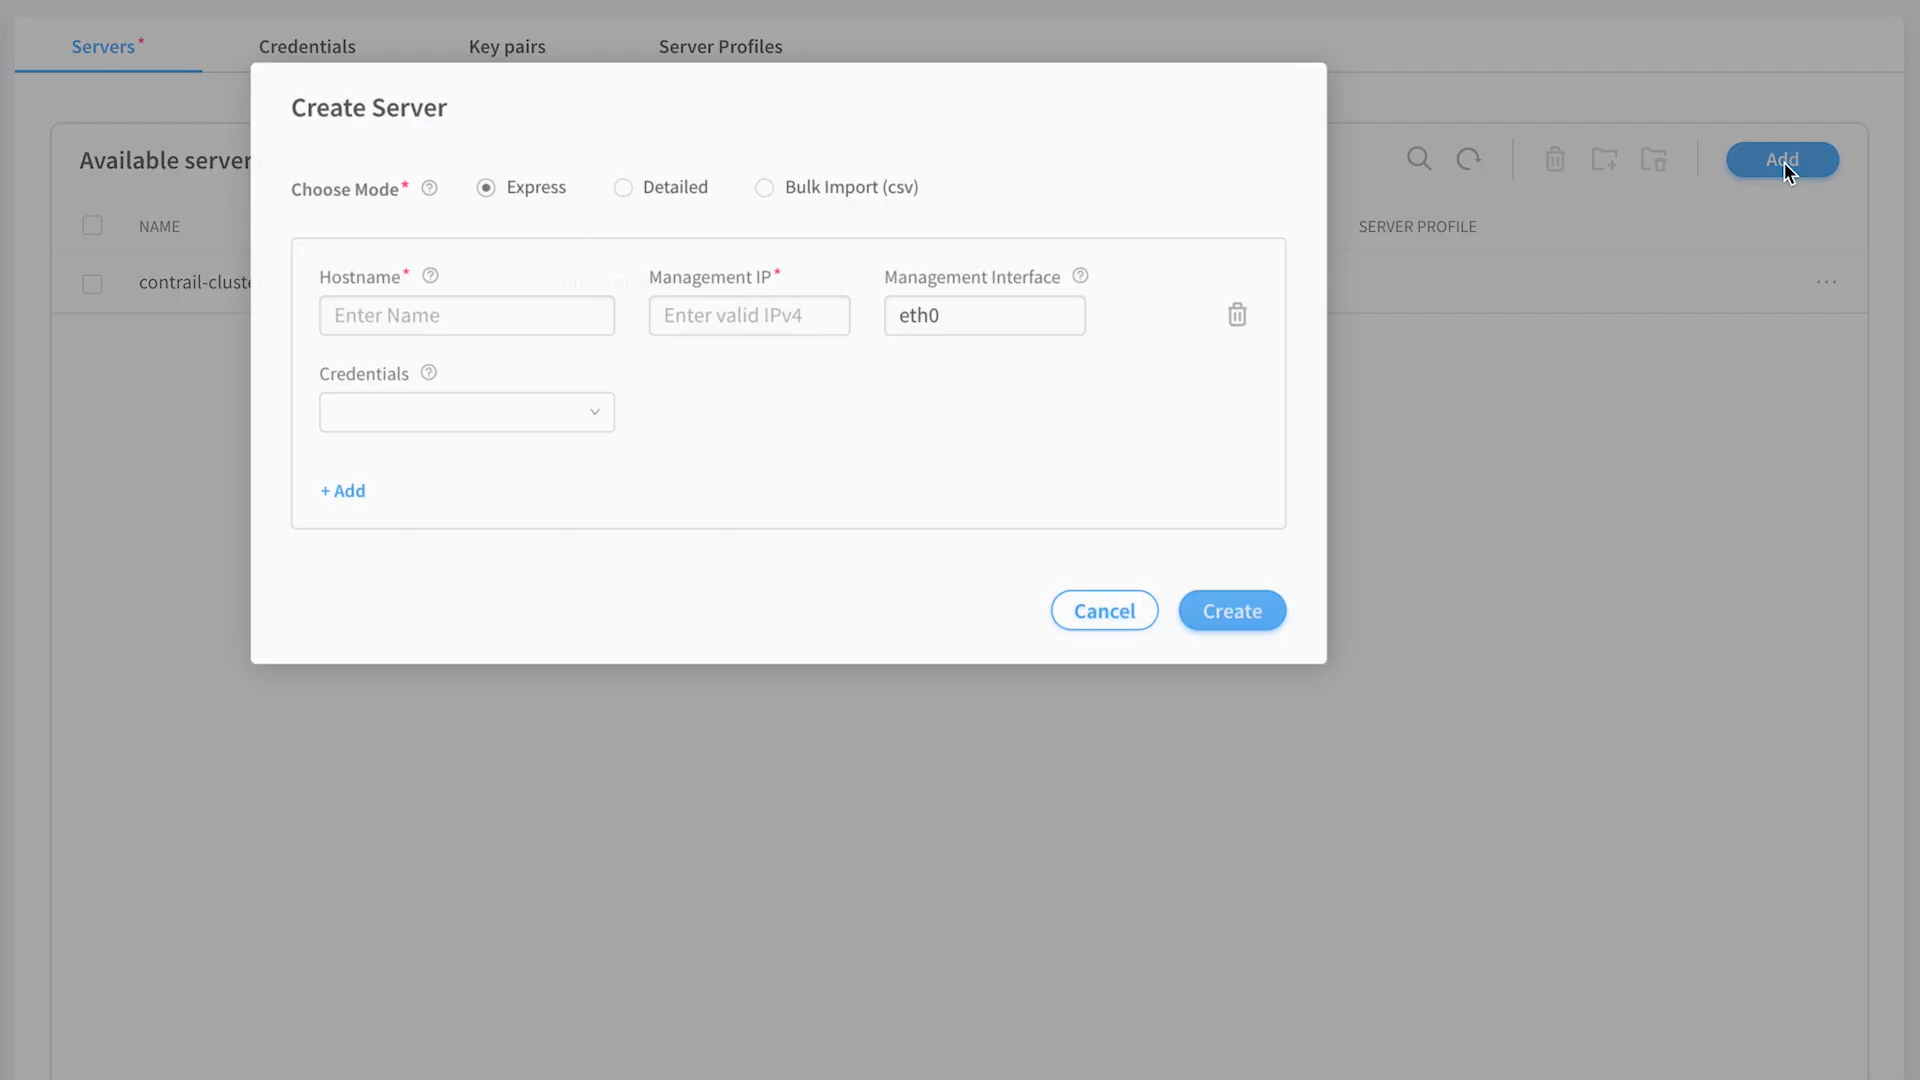 Servers* Credentials Key pairs Server Profiles
Create Server
Available server
Add
Choose Mode* Express Detailed Bulk Import (csv)
NAME SERVER PROFILE
Hostname* Management IP* Management Interface
contrail-cluste
Enter Name Enter valid IPv4 eth0
Credentials
+ Add
Cancel Create